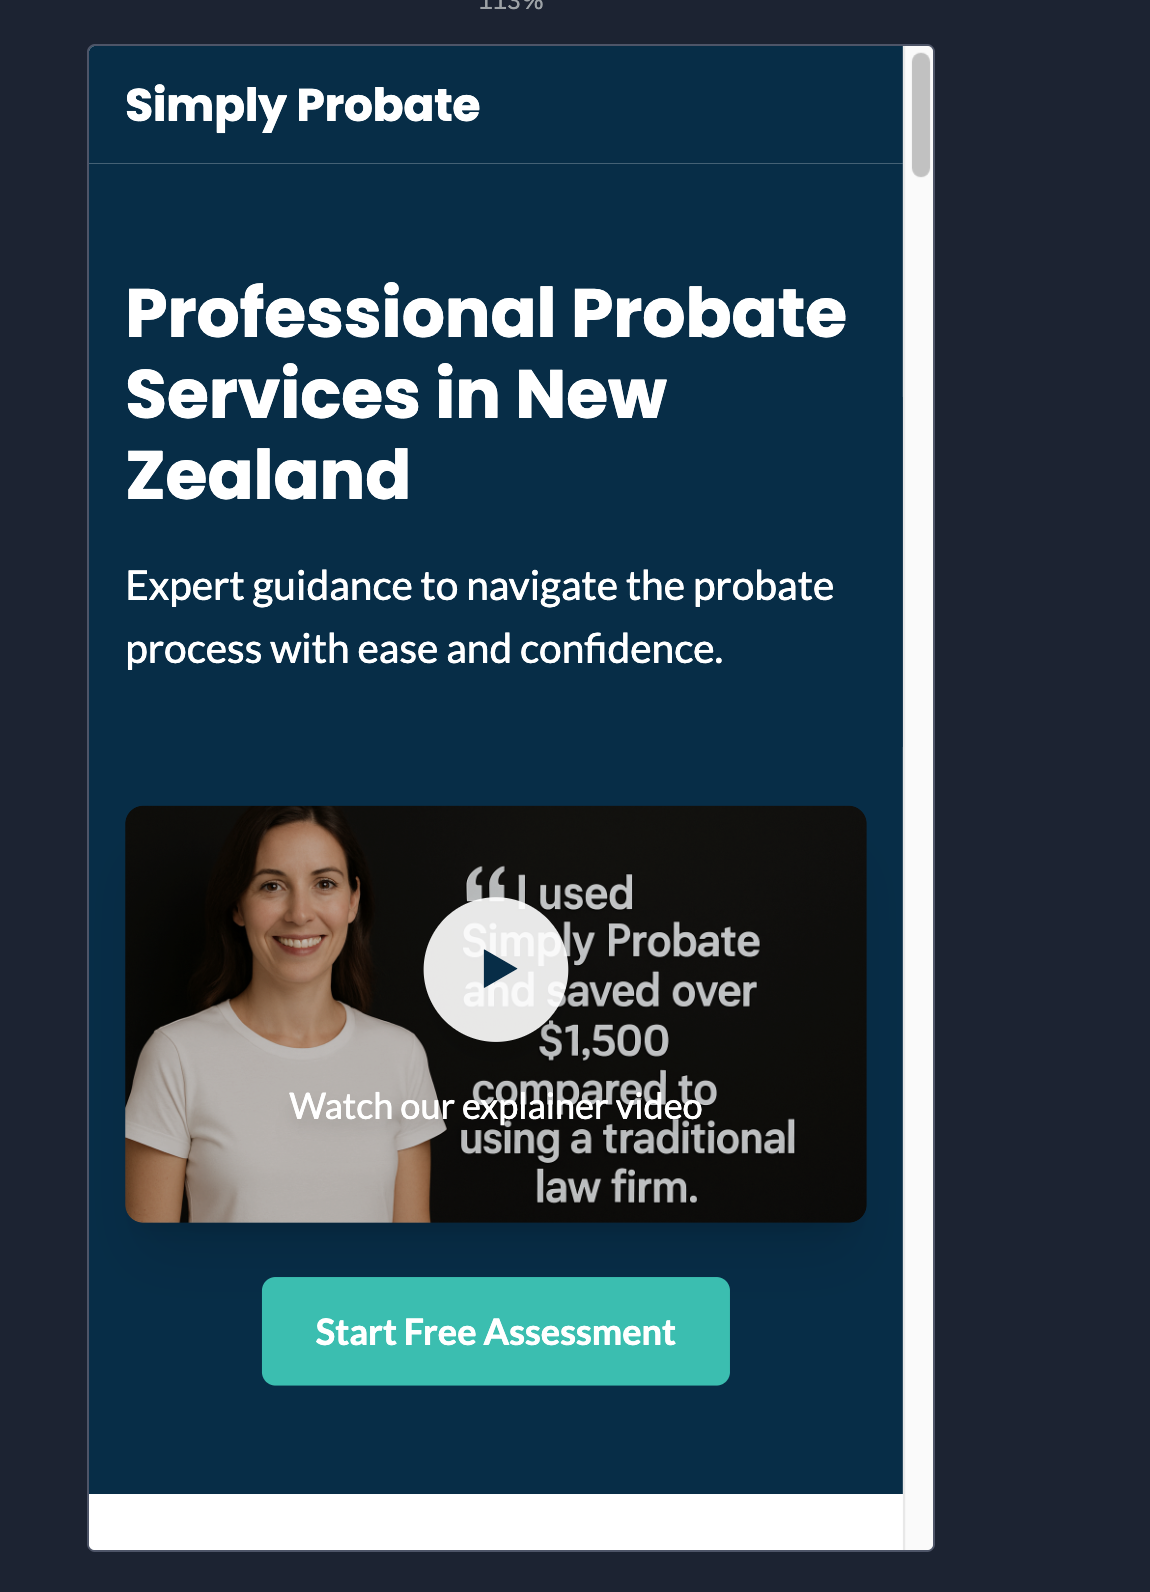 113%
Simply Probate
Professional Probate
Services in New
Zealand
Expert guidance to navigate the probate
process with ease and confidence.
“ I used
Simply Probate
and saved over
$1,500
compared to
Watch our explainer video
using a traditional
law firm.
Start Free Assessment